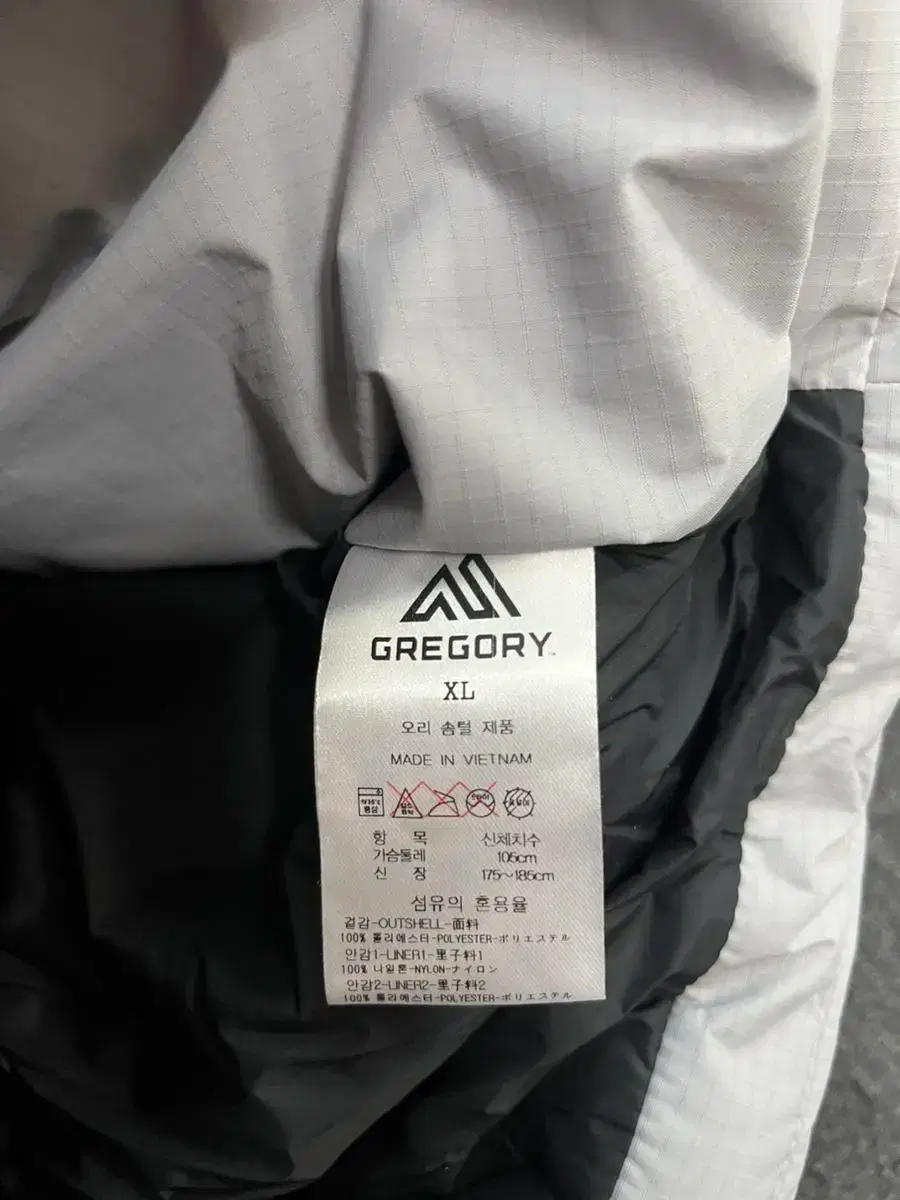 GREGORY
XL
오리 솜털 제품
MADE IN VIETNAM
항 목 신체치수
가슴둘레 105cm
신 장 175~185cm
섬유의 혼용율
겉감-OUTSHELL-面料
100% 폴리에스터-POLYESTER-ポリエステル
안감1-LINER1-里子料1
100% 나일론-NYLON-ナイロン
안감2-LINER2-里子料2
100% 폴리에스터-POLYESTER-ポリエステル